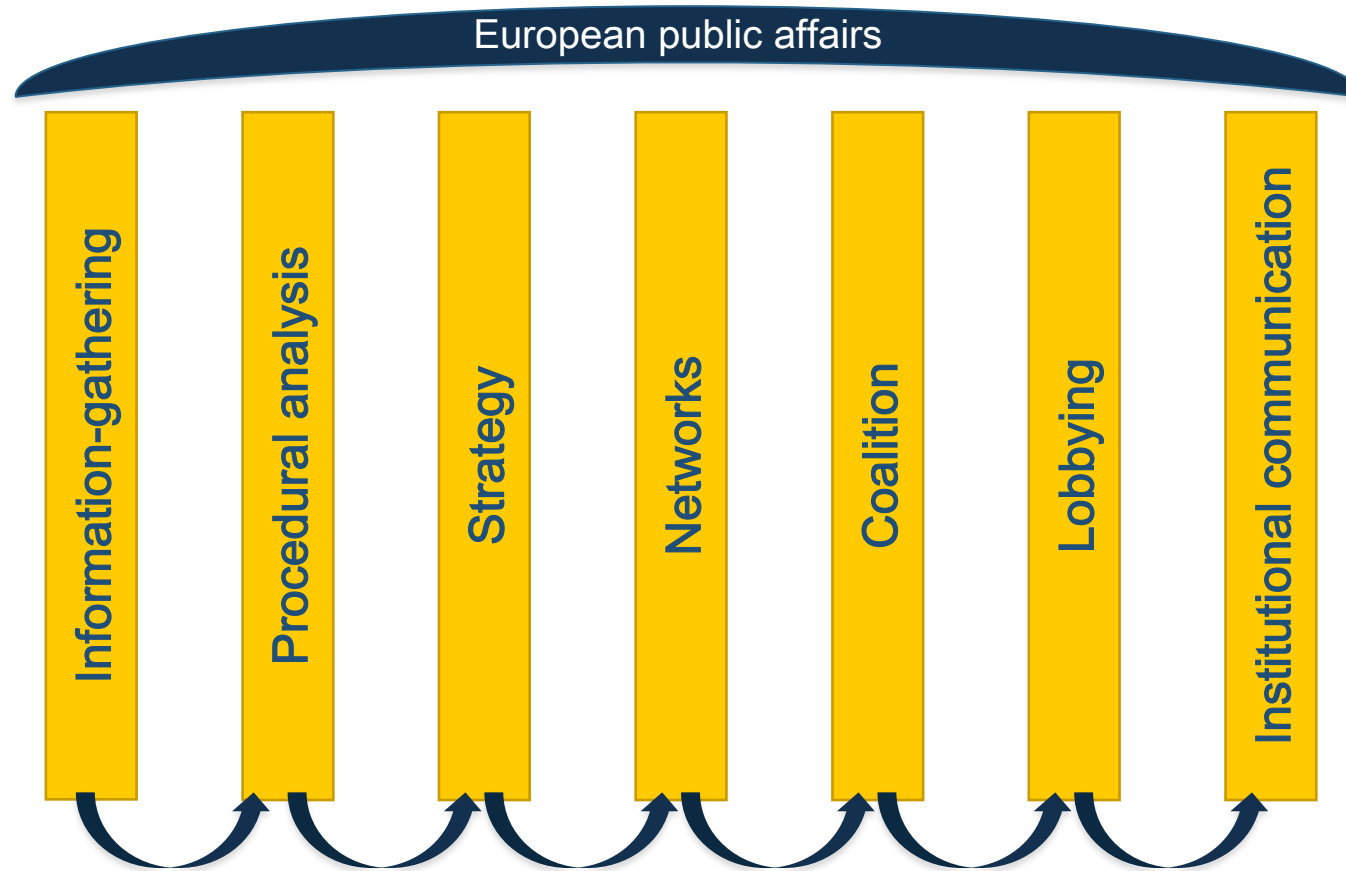 European public affairs
Information-gathering
Procedural analysis
Strategy
Networks
Coalition
Lobbying
Institutional communication